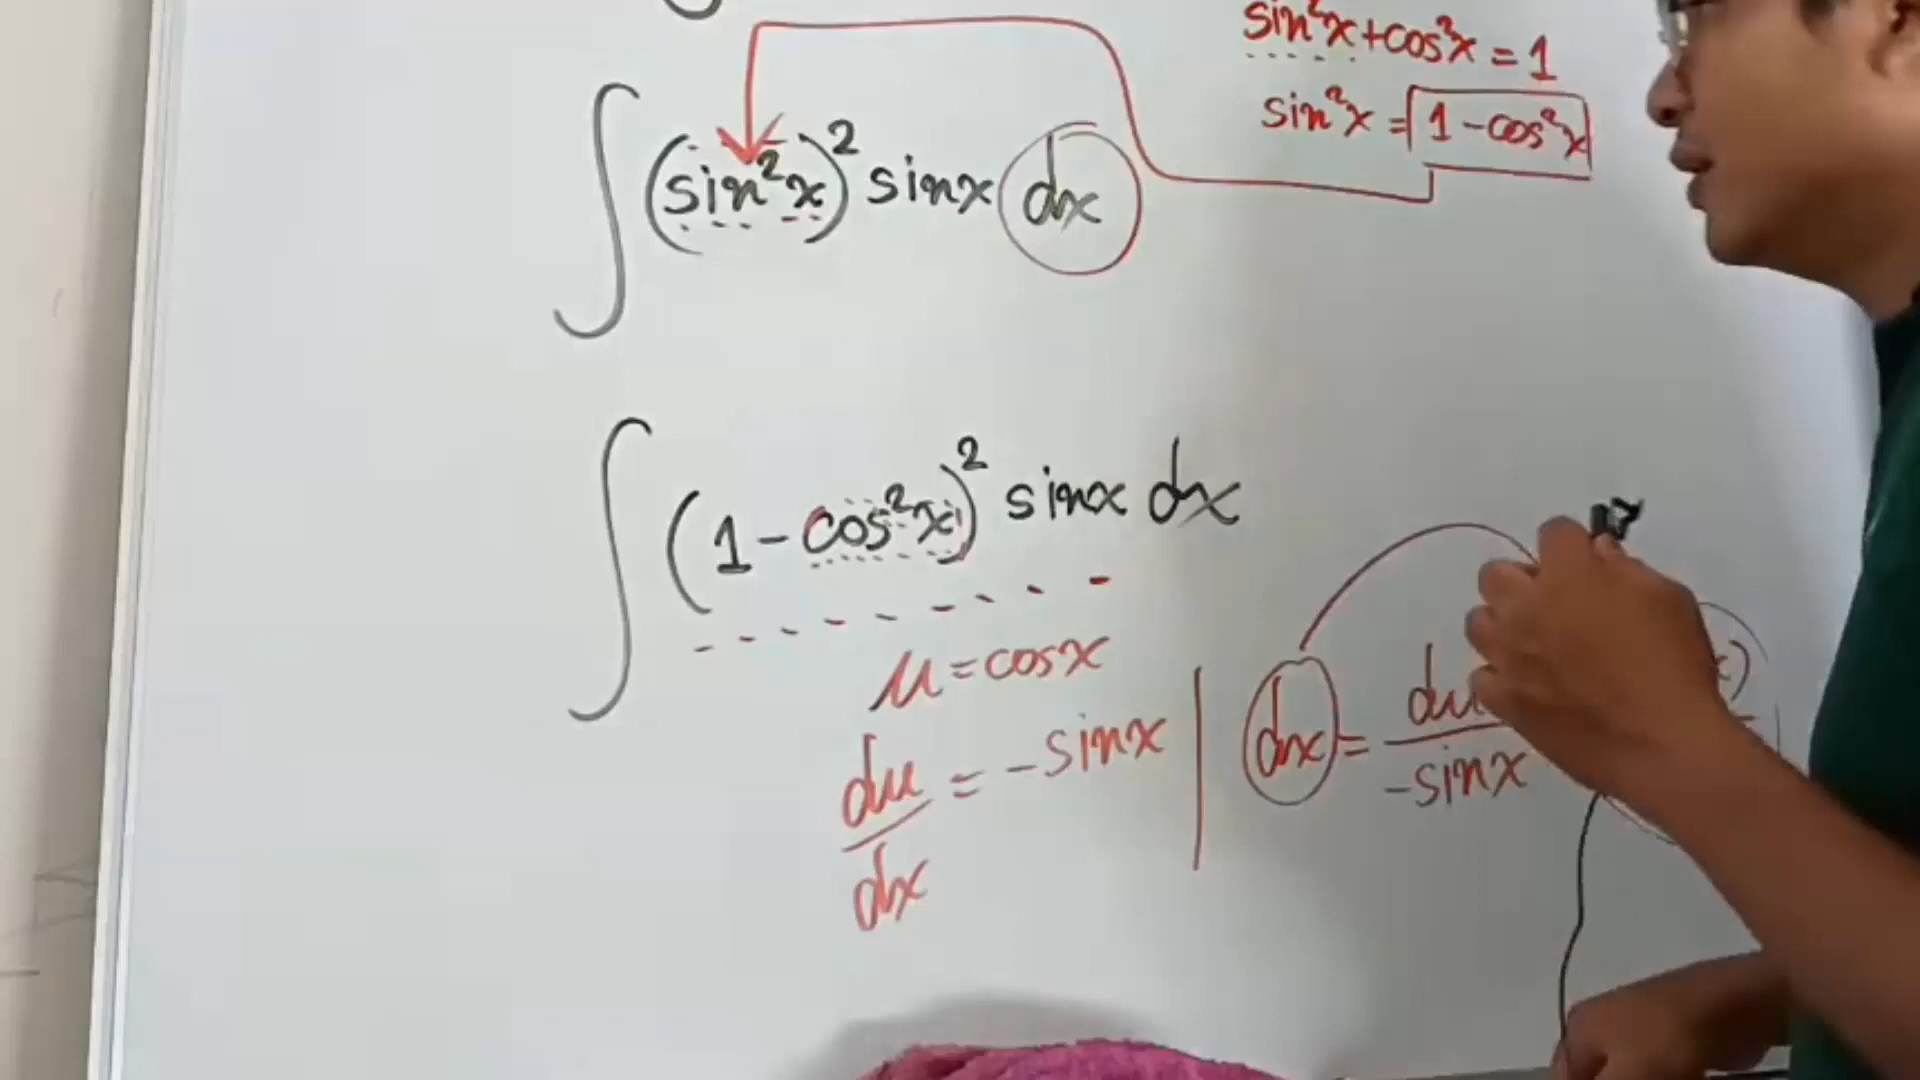 sin²x+cos²x = 1
sin²x = 1-cos²x
∫(sin²x)² sinx dx
∫(1-cos²x)² sinx dx
u=cosx
du/dx = -sinx
dx = du/-sinx